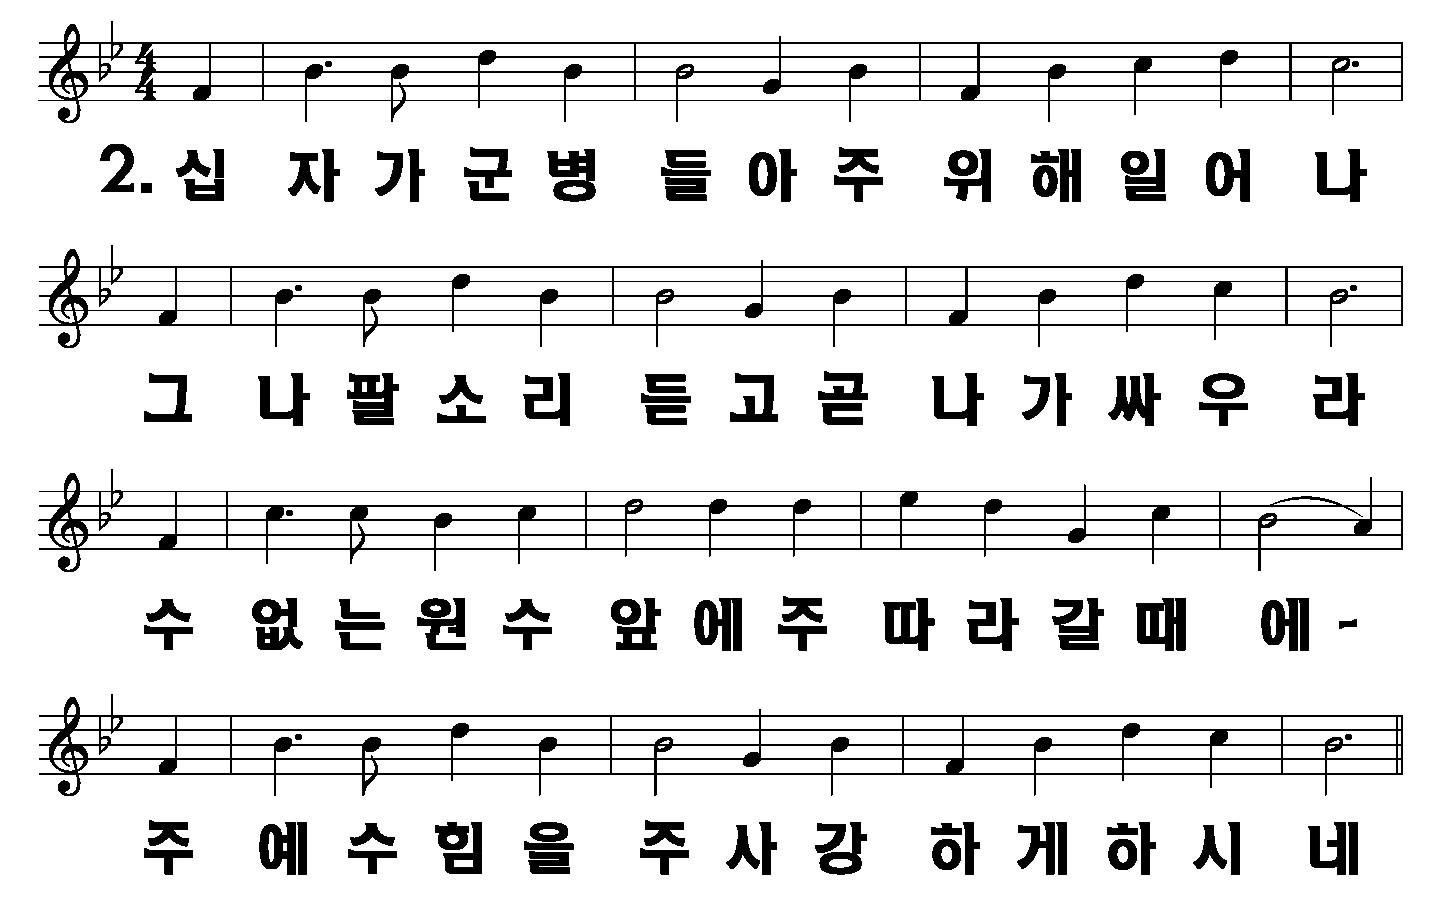 2. 십 자 가 군 병 들 아 주 위 해 일 어 나
그 나 팔 소 리 듣 고 곧 나 가 싸 우 라
수 없 는 원 수 앞 에 주 따 라 갈 때 에 -
주 예 수 힘 을 주 사 강 하 게 하 시 네